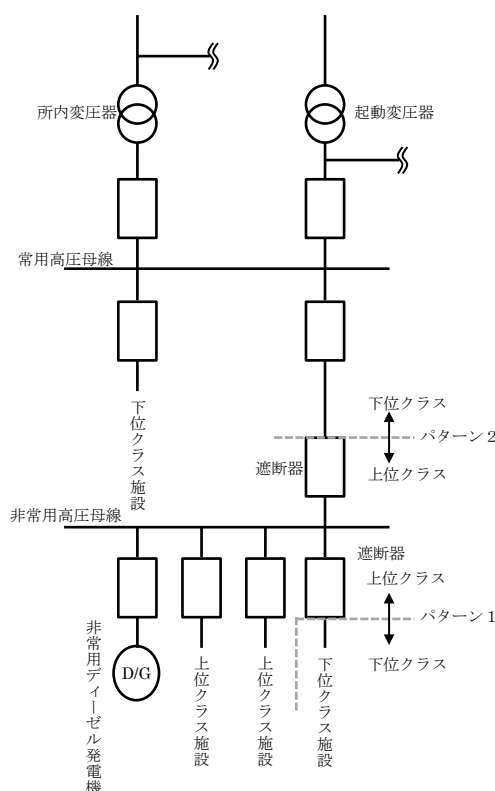 所内変圧器
起動変圧器
常用高圧母線
下位クラス施設
下位クラス
パターン2
上位クラス
遮断器
非常用高圧母線
遮断器
上位クラス
パターン1
下位クラス
非常用ディーゼル発電機
D/G
上位クラス施設
上位クラス施設
下位クラス施設